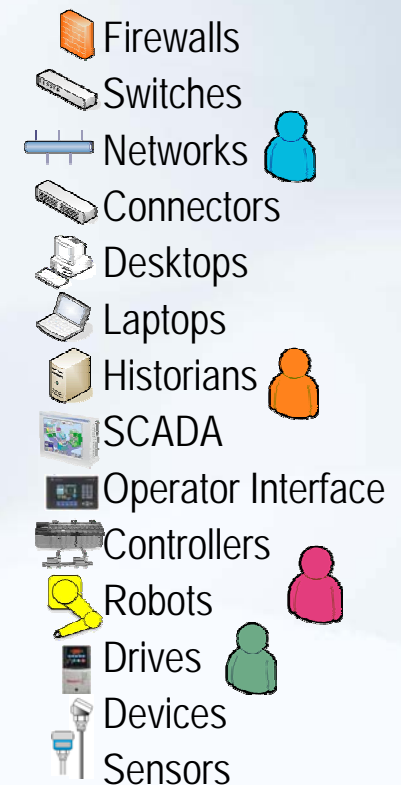 Firewalls
Switches
Networks
Connectors
Desktops
Laptops
Historians
SCADA
Operator Interface
Controllers
Robots
Drives
Devices
Sensors